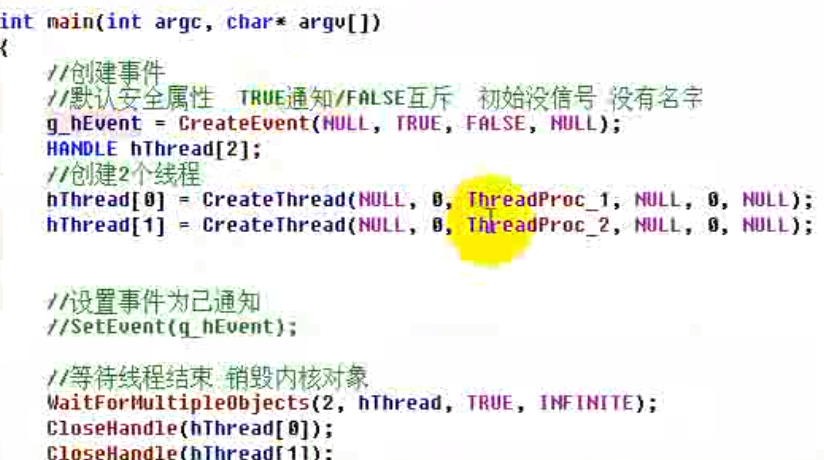 int main(int argc, char* argv[])
{
//创建事件
//默认安全属性 TRUE通知/FALSE互斥 初始没信号 没有名字
g_hEvent = CreateEvent(NULL, TRUE, FALSE, NULL);
HANDLE hThread[2];
//创建2个线程
hThread[0] = CreateThread(NULL, 0, ThreadProc_1, NULL, 0, NULL);
hThread[1] = CreateThread(NULL, 0, ThreadProc_2, NULL, 0, NULL);
//设置事件为已通知
//SetEvent(g_hEvent);
//等待线程结束 销毁内核对象
WaitForMultipleObjects(2, hThread, TRUE, INFINITE);
CloseHandle(hThread[0]);
CloseHandle(hThread[1]);